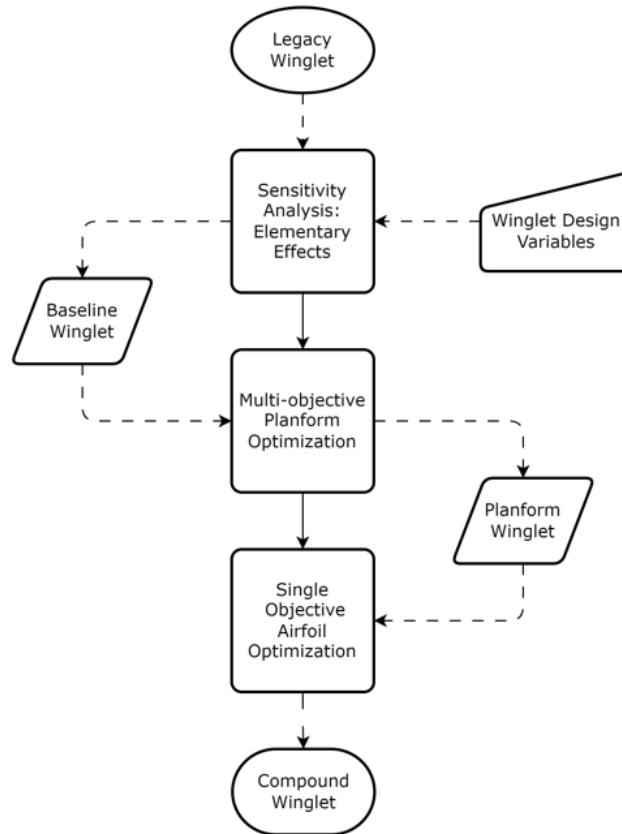 Legacy
Winglet
Sensitivity
Analysis:
Elementary
Effects
Winglet Design
Variables
Baseline
Winglet
Multi-objective
Planform
Optimization
Planform
Winglet
Single
Objective
Airfoil
Optimization
Compound
Winglet